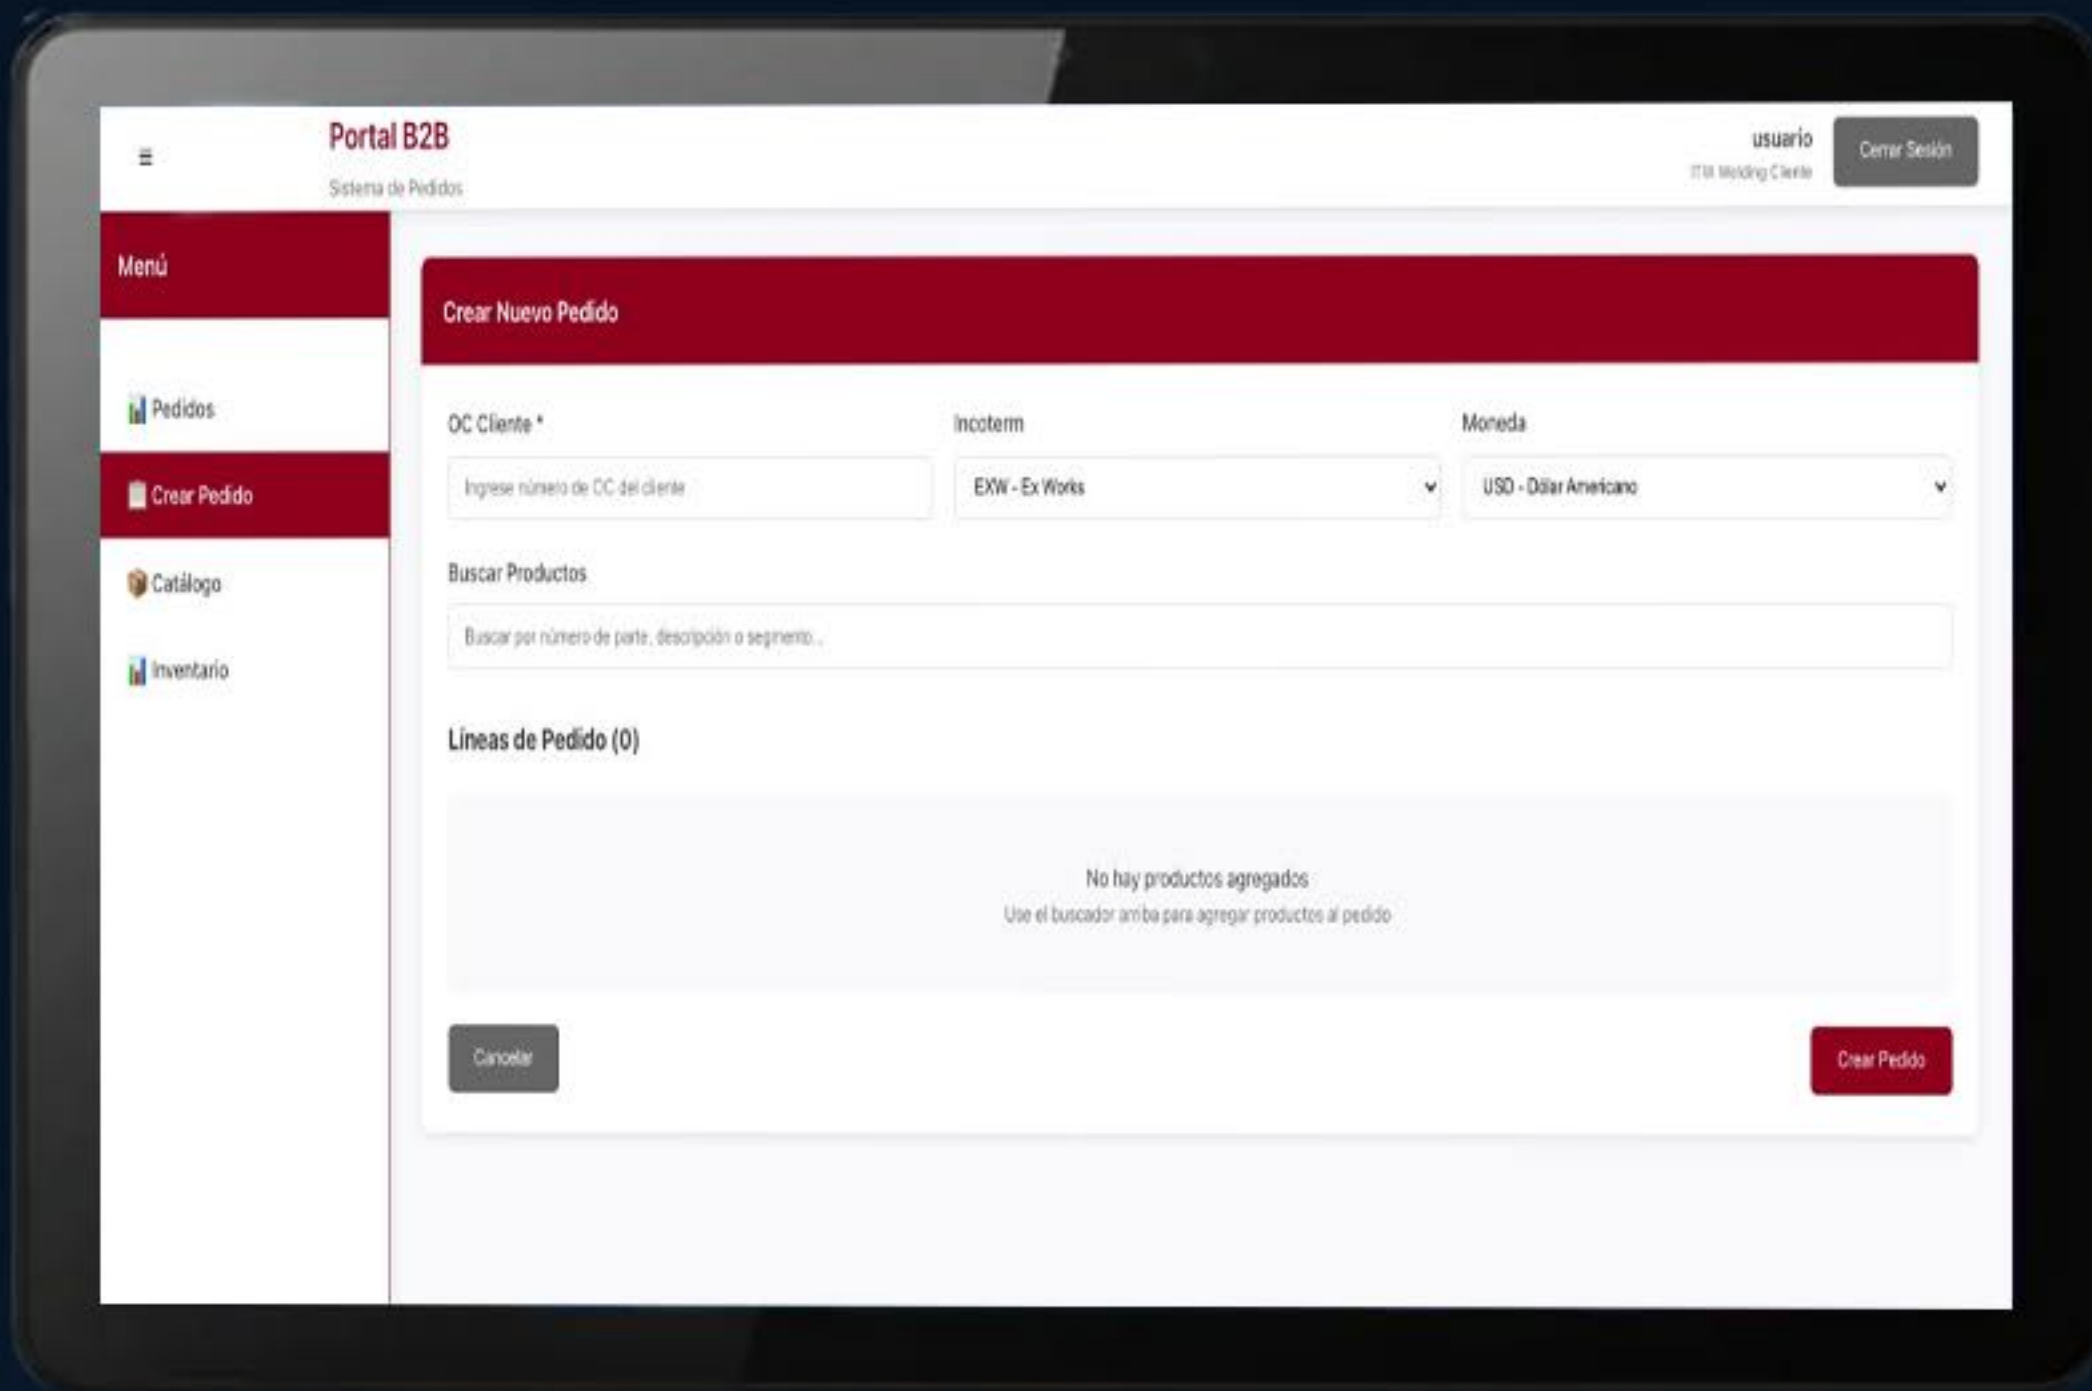 ☰
Portal B2B
Sistema de Pedidos
usuario
ITW Welding Cliente
Cerrar Sesión
Menú
Pedidos
Crear Pedido
Catálogo
Inventario
Crear Nuevo Pedido
OC Cliente *
Incoterm
Moneda
Ingrese número de OC del cliente
EXW - Ex Works
USD - Dólar Americano
Buscar Productos
Buscar por número de parte, descripción o segmento...
Líneas de Pedido (0)
No hay productos agregados
Use el buscador arriba para agregar productos al pedido
Cancelar
Crear Pedido